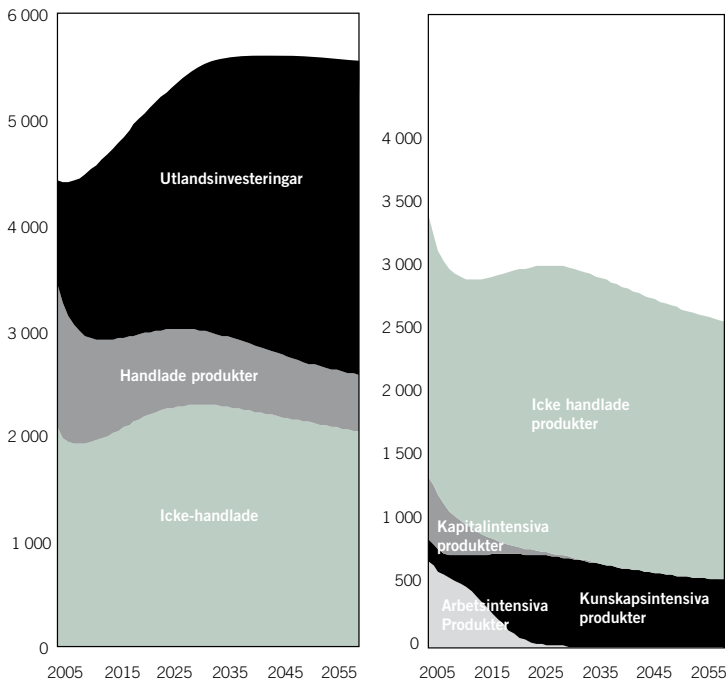 6 000
5 000
4 000
3 000
2 000
1 000
0
Utlandsinvesteringar
Handlade produkter
Icke-handlade
2005 2015 2025 2035 2045 2055
4 000
3 500
3 000
2 500
2 000
1 500
1 000
500
0
Icke handlade
produkter
Kapitalintensiva
produkter
Arbetsintensiva
Produkter
Kunskapsintensiva
produkter
2005 2015 2025 2035 2045 2055